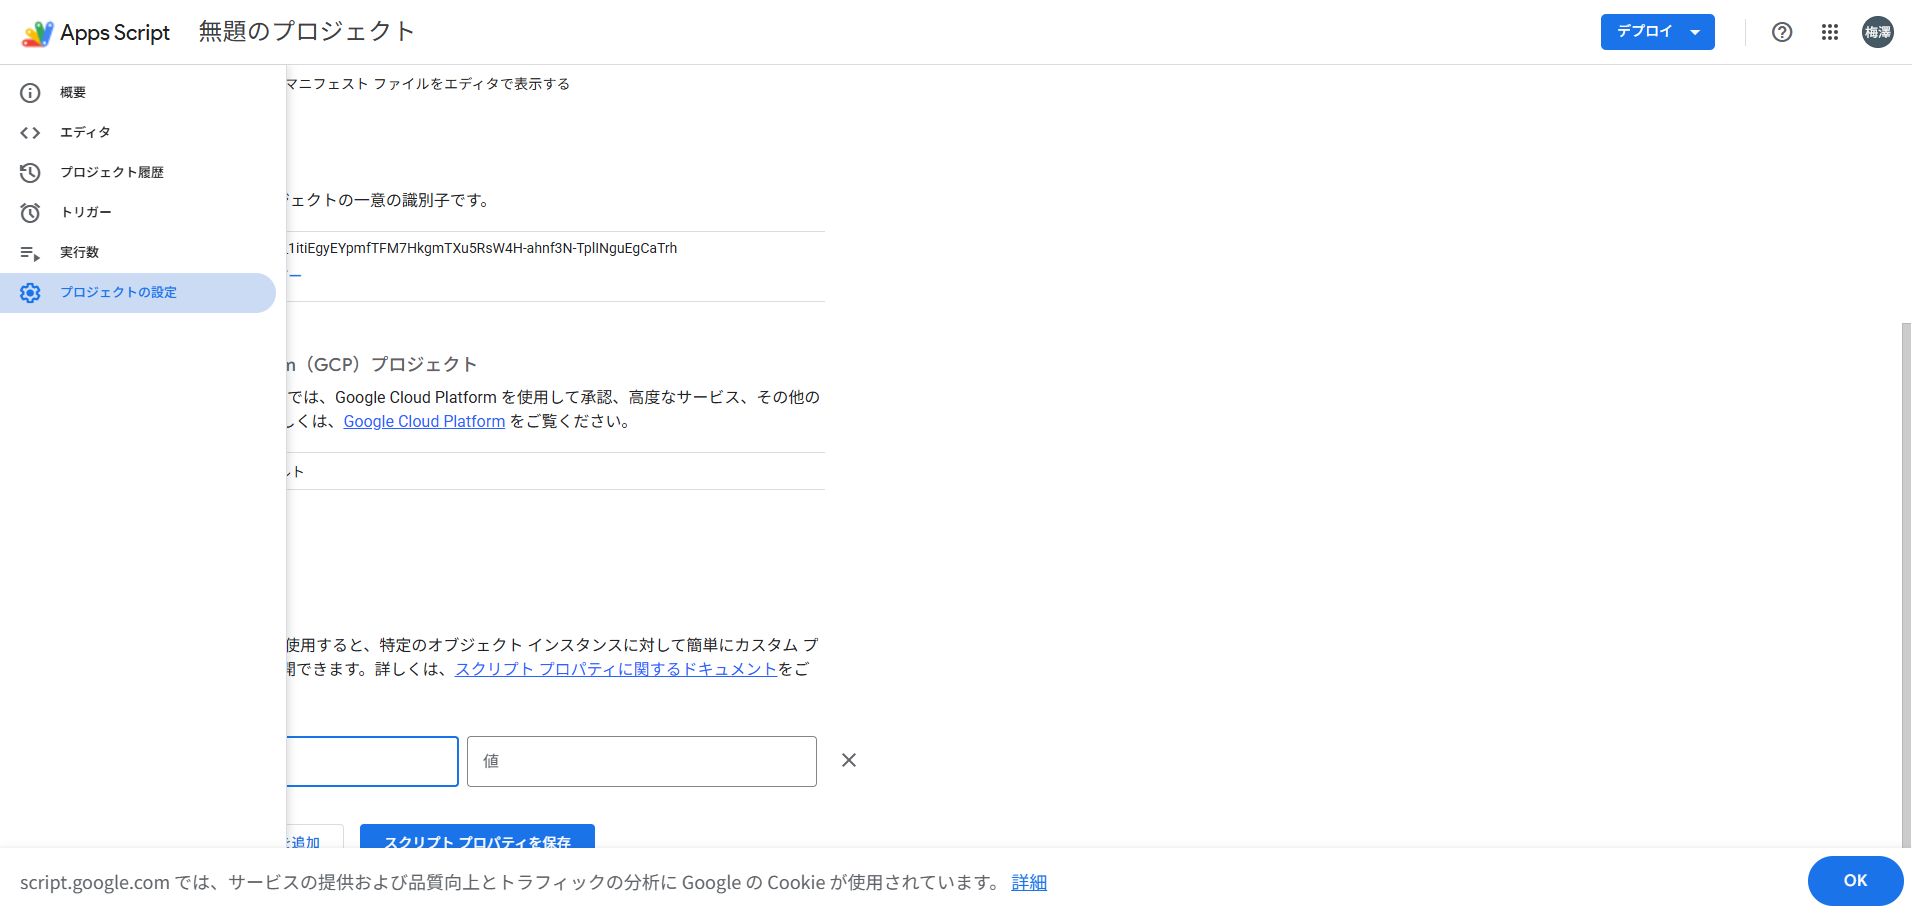 Apps Script 無題のプロジェクト デプロイ 梅澤
概要
エディタ
プロジェクト履歴
トリガー
実行数
プロジェクトの設定
マニフェスト ファイルをエディタで表示する
ジェクトの一意の識別子です。
1itiEgyEYpmfTFM7HkgmTXu5RsW4H-ahnf3N-TplINguEgCaTrh
ー
m（GCP）プロジェクト
では、Google Cloud Platform を使用して承認、高度なサービス、その他の
しくは、Google Cloud Platform をご覧ください。
ルト
使用すると、特定のオブジェクト インスタンスに対して簡単にカスタム プ
開できます。詳しくは、スクリプト プロパティに関するドキュメントをご
値
を追加 スクリプト プロパティを保存
script.google.com では、サービスの提供および品質向上とトラフィックの分析に Google の Cookie が使用されています。 詳細 OK